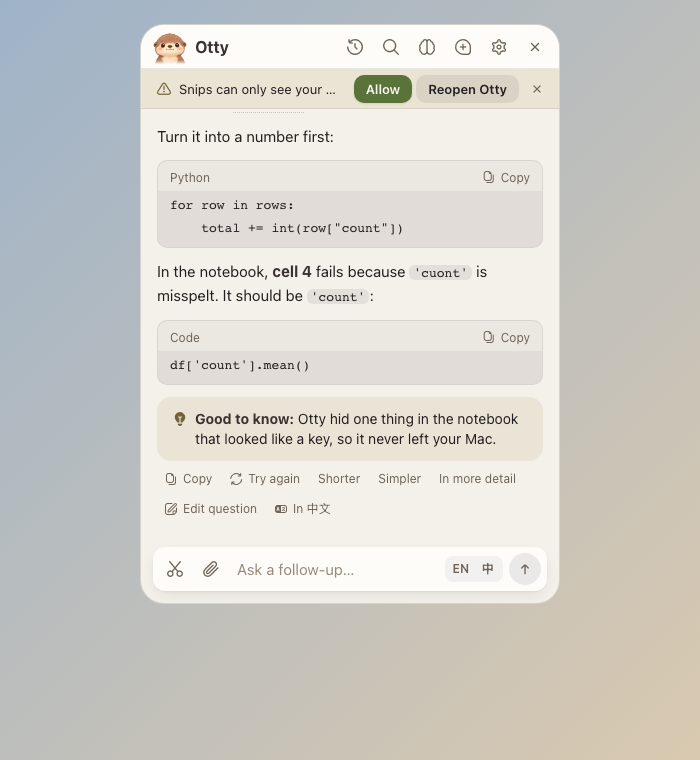 Otty
Snips can only see your ...
Allow
Reopen Otty
Turn it into a number first:
Python
Copy
for row in rows:
    total += int(row["count"])
In the notebook, cell 4 fails because 'cuont' is
misspelt. It should be 'count':
Code
Copy
df['count'].mean()
Good to know: Otty hid one thing in the notebook
that looked like a key, so it never left your Mac.
Copy
Try again
Shorter
Simpler
In more detail
Edit question
In 中文
Ask a follow-up...
EN 中